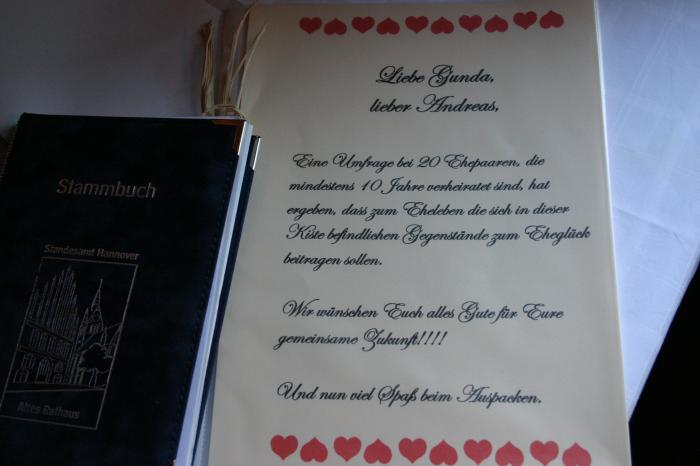 Stammbuch
Standesamt Hannover
Altes Rathaus
Liebe Gunda,
lieber Andreas,
Eine Umfrage bei 20 Ehepaaren, die
mindestens 10 Jahre verheiratet sind, hat
ergeben, dass zum Eheleben die sich in dieser
Kiste befindlichen Gegenstände zum Eheglück
beitragen sollen.
Wir wünschen Euch alles Gute für Eure
gemeinsame Zukunft!!!!
Und nun viel Spaß beim Auspacken.